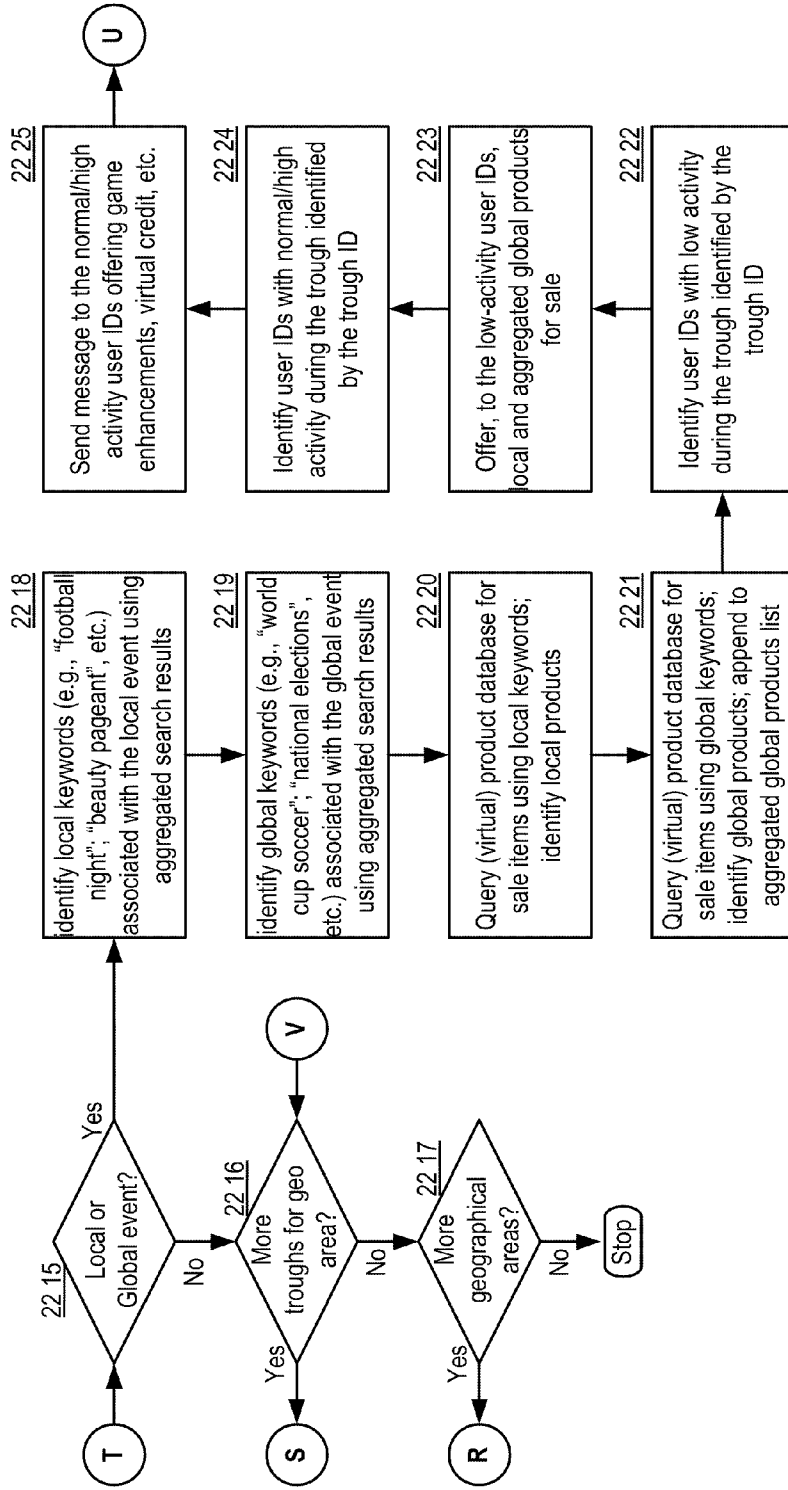 T
22 15
Local or
Global event?
Yes
No
S
Yes
22 16
More
troughs for geo
area?
V
No
R
Yes
22 17
More
geographical
areas?
No
Stop
22 18
identify local keywords (e.g., “football
night”; “beauty pageant”, etc.)
associated with the local event using
aggregated search results
22 19
identify global keywords (e.g., “world
cup soccer”; “national elections”,
etc.) associated with the global event
using aggregated search results
22 20
Query (virtual) product database for
sale items using local keywords;
identify local products
22 21
Query (virtual) product database for
sale items using global keywords;
identify global products; append to
aggregated global products list
22 22
Identify user IDs with low activity
during the trough identified by the
trough ID
22 23
Offer, to the low-activity user IDs,
local and aggregated global products
for sale
22 24
Identify user IDs with normal/high
activity during the trough identified
by the trough ID
22 25
Send message to the normal/high
activity user IDs offering game
enhancements, virtual credit, etc.
U